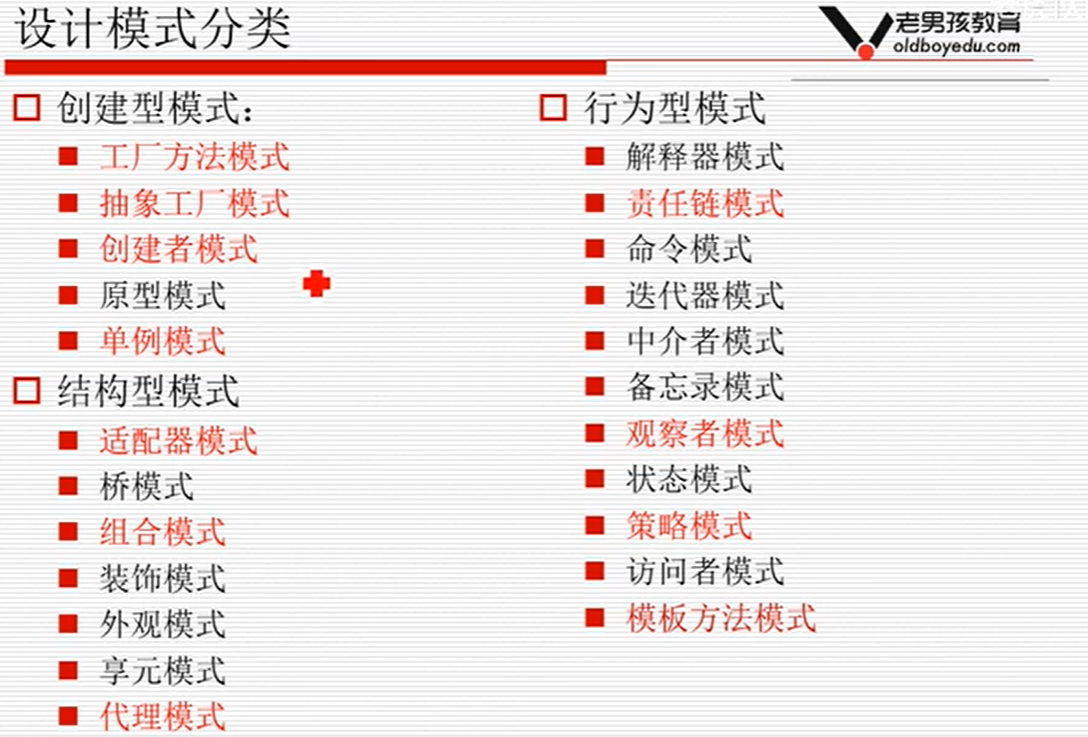 设计模式分类
老男孩教育
oldboyedu.com
创建型模式：
工厂方法模式
抽象工厂模式
创建者模式
原型模式
单例模式
结构型模式
适配器模式
桥模式
组合模式
装饰模式
外观模式
享元模式
代理模式
行为型模式
解释器模式
责任链模式
命令模式
迭代器模式
中介者模式
备忘录模式
观察者模式
状态模式
策略模式
访问者模式
模板方法模式